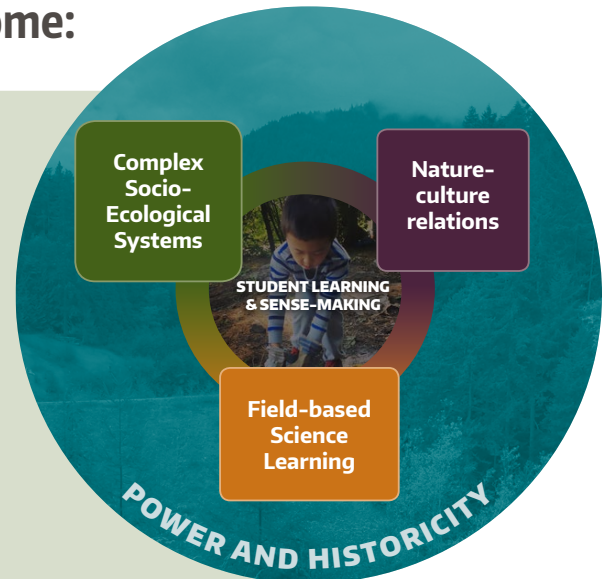 ome:
Complex
Socio-
Ecological
Systems
Nature-
culture
relations
STUDENT LEARNING
& SENSE-MAKING
Field-based
Science
Learning
POWER AND HISTORICITY